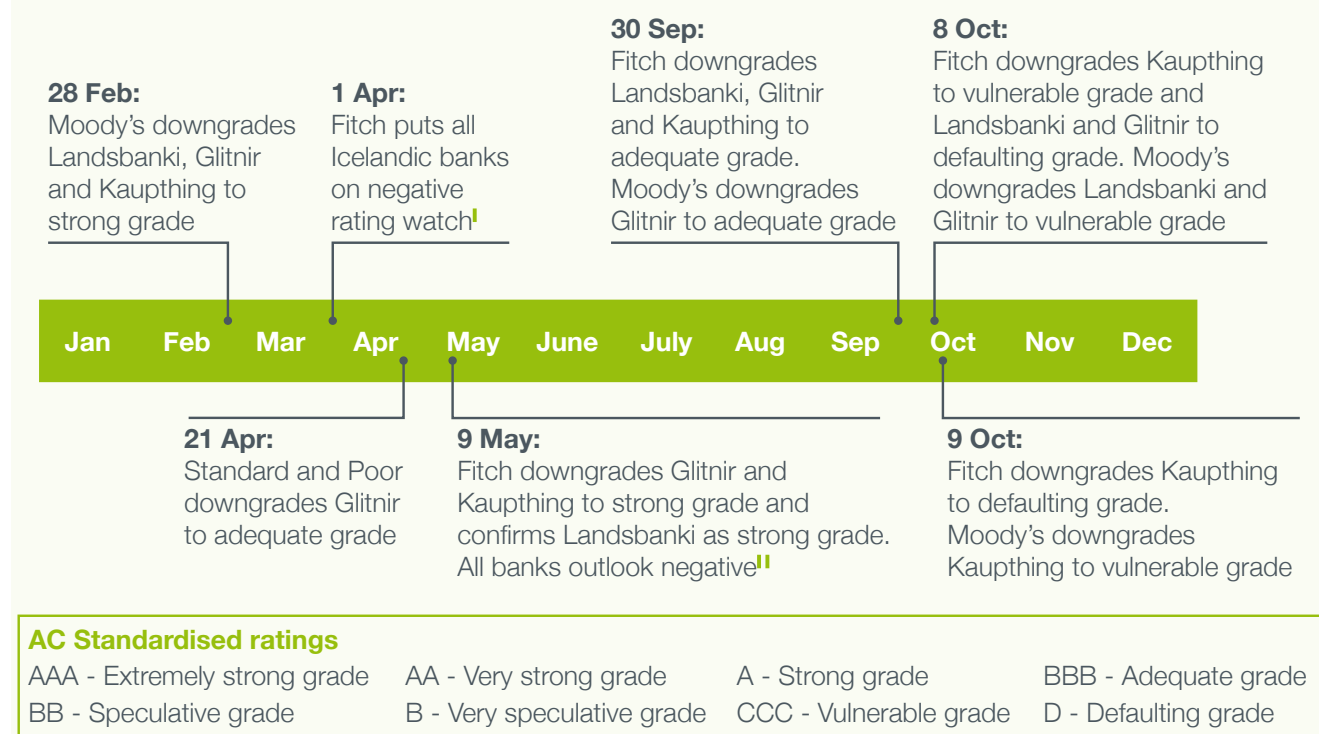 28 Feb:
Moody’s downgrades
Landsbanki, Glitnir
and Kaupthing to
strong grade
1 Apr:
Fitch puts all
Icelandic banks
on negative
rating watchI
30 Sep:
Fitch downgrades
Landsbanki, Glitnir
and Kaupthing to
adequate grade.
Moody’s downgrades
Glitnir to adequate grade
8 Oct:
Fitch downgrades Kaupthing
to vulnerable grade and
Landsbanki and Glitnir to
defaulting grade. Moody’s
downgrades Landsbanki and
Glitnir to vulnerable grade
Jan Feb Mar Apr May June July Aug Sep Oct Nov Dec
21 Apr:
Standard and Poor
downgrades Glitnir
to adequate grade
9 May:
Fitch downgrades Glitnir and
Kaupthing to strong grade and
confirms Landsbanki as strong grade.
All banks outlook negativeII
9 Oct:
Fitch downgrades Kaupthing
to defaulting grade.
Moody’s downgrades
Kaupthing to vulnerable grade
AC Standardised ratings
AAA - Extremely strong grade AA - Very strong grade A - Strong grade BBB - Adequate grade
BB - Speculative grade B - Very speculative grade CCC - Vulnerable grade D - Defaulting grade